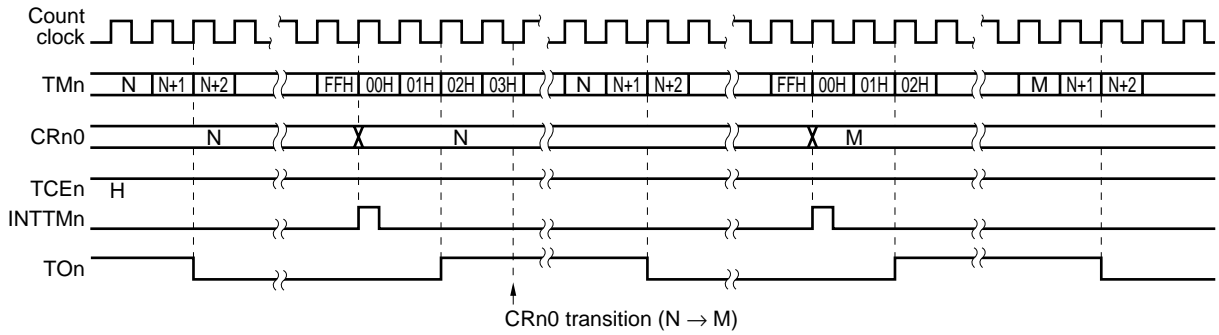 Count
clock
TMn N N+1 N+2 FFH 00H 01H 02H 03H N N+1 N+2 FFH 00H 01H 02H M N+1 N+2
CRn0 N N M
TCEn H
INTTMn
TOn
CRn0 transition (N → M)